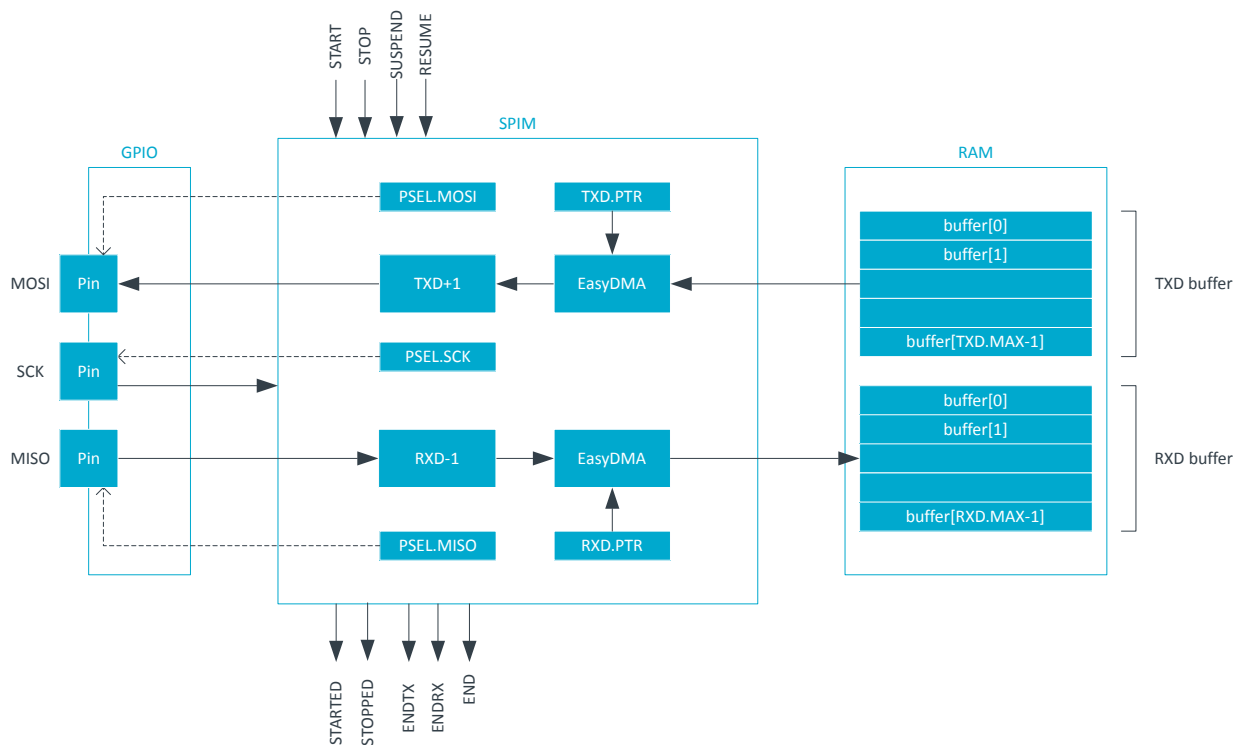 START
STOP
SUSPEND
RESUME
SPIM
GPIO
RAM
PSEL.MOSI
TXD.PTR
buffer[0]
buffer[1]
MOSI
Pin
TXD+1
EasyDMA
TXD buffer
buffer[TXD.MAX-1]
PSEL.SCK
SCK
Pin
buffer[0]
buffer[1]
MISO
Pin
RXD-1
EasyDMA
RXD buffer
buffer[RXD.MAX-1]
PSEL.MISO
RXD.PTR
STARTED
STOPPED
ENDTX
ENDRX
END